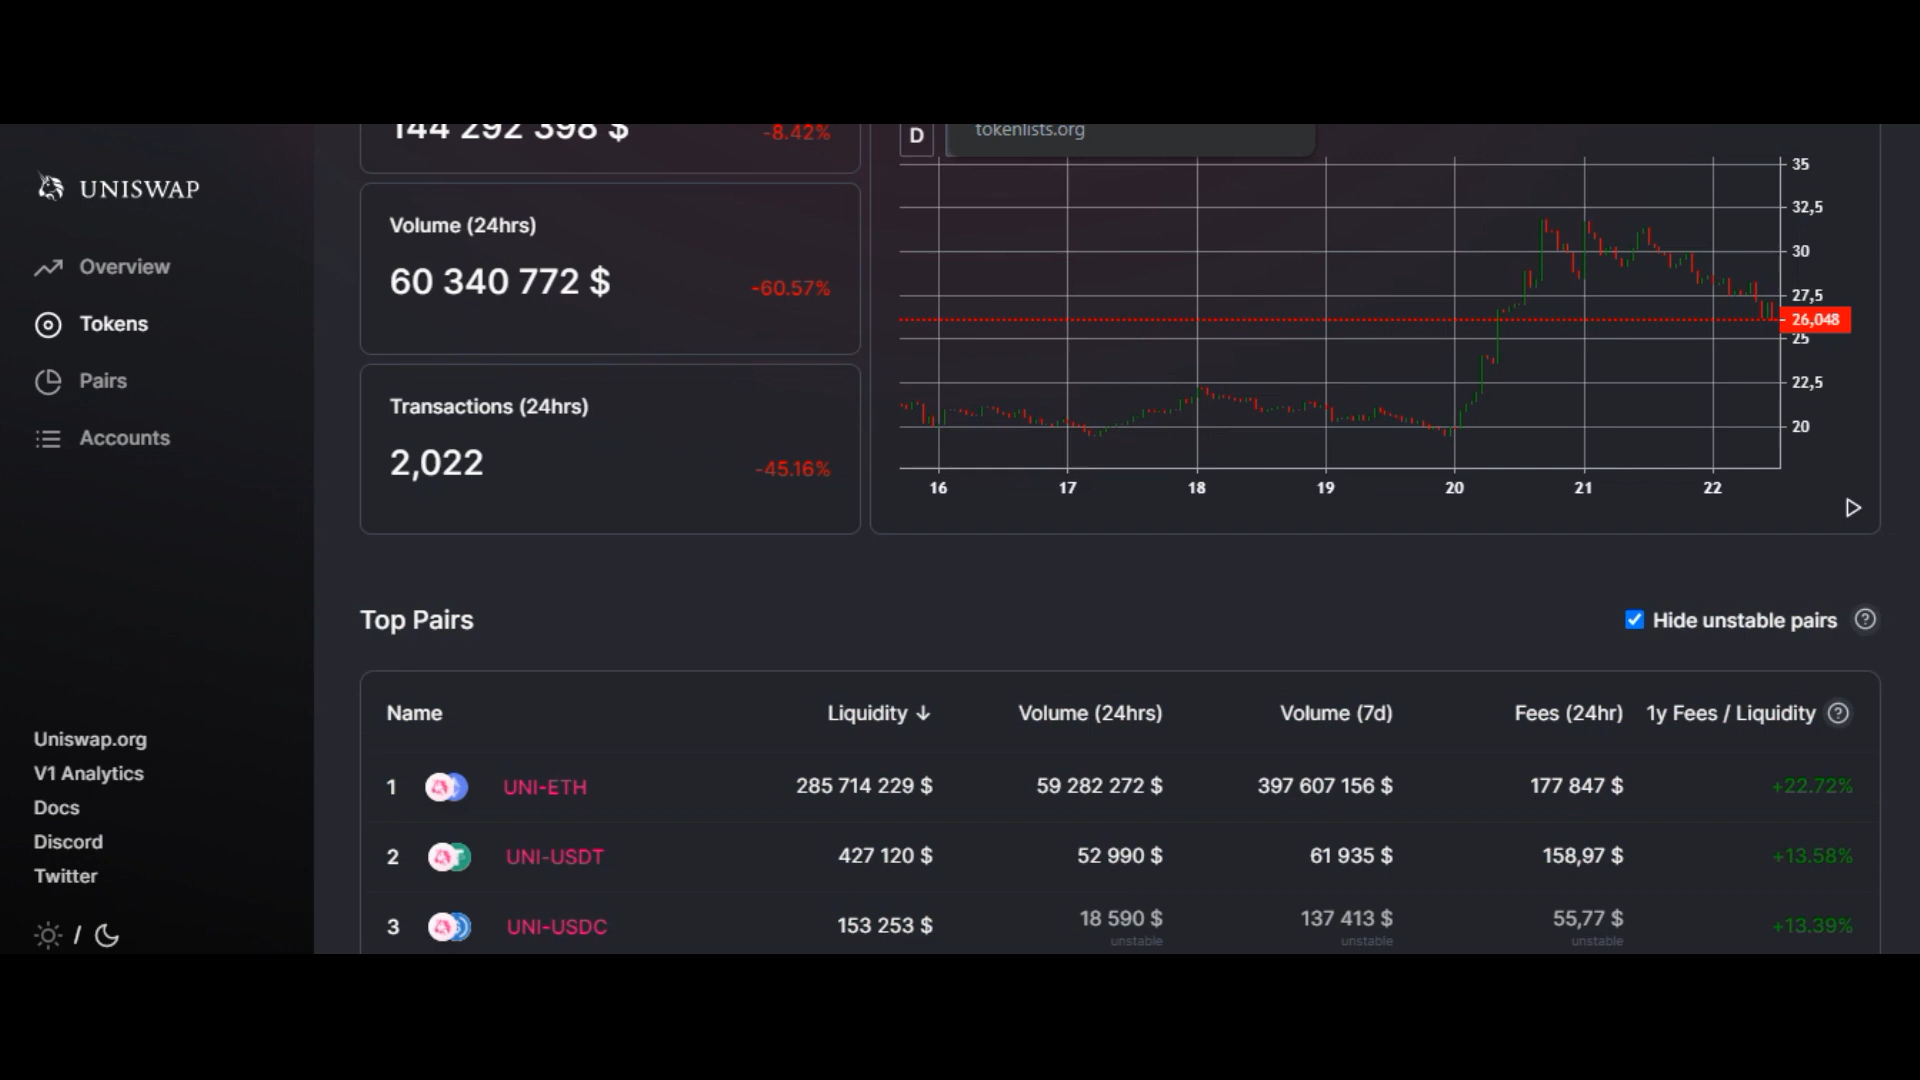 UNISWAP
Overview
Tokens
Pairs
Accounts
Uniswap.org
V1 Analytics
Docs
Discord
Twitter
/
144 292 398 $ -8.42%
Volume (24hrs)
60 340 772 $ -60.57%
Transactions (24hrs)
2,022 -45.16%
D tokenlists.org
35
32,5
30
27,5
26,048
25
22,5
20
16 17 18 19 20 21 22
Top Pairs
Hide unstable pairs ?
Name Liquidity ↓ Volume (24hrs) Volume (7d) Fees (24hr) 1y Fees / Liquidity ?
1 UNI-ETH 285 714 229 $ 59 282 272 $ 397 607 156 $ 177 847 $ +22.72%
2 UNI-USDT 427 120 $ 52 990 $ 61 935 $ 158,97 $ +13.58%
3 UNI-USDC 153 253 $ 18 590 $ 137 413 $ 55,77 $ +13.39%
unstable unstable unstable